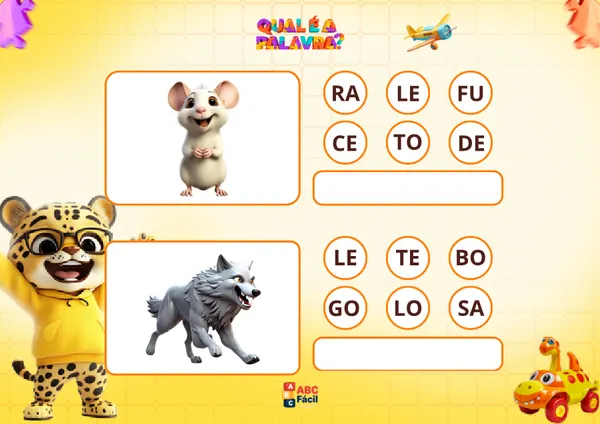 QUAL É A
PALAVRA?
RA LE FU
CE TO DE
LE TE BO
GO LO SA
A B C ABC
Fácil